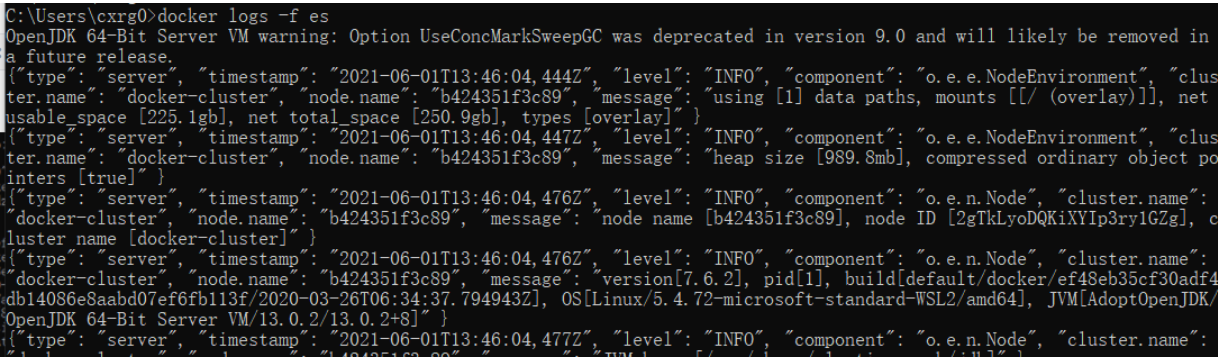 C:\Users\cxrg0>docker logs -f es
OpenJDK 64-Bit Server VM warning: Option UseConcMarkSweepGC was deprecated in version 9.0 and will likely be removed in
a future release.
{"type": "server", "timestamp": "2021-06-01T13:46:04,444Z", "level": "INFO", "component": "o.e.e.NodeEnvironment", "clus
ter.name": "docker-cluster", "node.name": "b424351f3c89", "message": "using [1] data paths, mounts [[/ (overlay)]], net
usable_space [225.1gb], net total_space [250.9gb], types [overlay]" }
{"type": "server", "timestamp": "2021-06-01T13:46:04,447Z", "level": "INFO", "component": "o.e.e.NodeEnvironment", "clus
ter.name": "docker-cluster", "node.name": "b424351f3c89", "message": "heap size [989.8mb], compressed ordinary object po
inters [true]" }
{"type": "server", "timestamp": "2021-06-01T13:46:04,476Z", "level": "INFO", "component": "o.e.n.Node", "cluster.name":
"docker-cluster", "node.name": "b424351f3c89", "message": "node name [b424351f3c89], node ID [2gTkLyoDQKiXYIp3ry1GZg], c
luster name [docker-cluster]" }
{"type": "server", "timestamp": "2021-06-01T13:46:04,476Z", "level": "INFO", "component": "o.e.n.Node", "cluster.name":
"docker-cluster", "node.name": "b424351f3c89", "message": "version[7.6.2], pid[1], build[default/docker/ef48eb35cf30adf4
db14086e8aabd07ef6fb113f/2020-03-26T06:34:37.794943Z], OS[Linux/5.4.72-microsoft-standard-WSL2/amd64], JVM[AdoptOpenJDK/
OpenJDK 64-Bit Server VM/13.0.2/13.0.2+8]" }
{"type": "server", "timestamp": "2021-06-01T13:46:04,477Z", "level": "INFO", "component": "o.e.n.Node", "cluster.name":